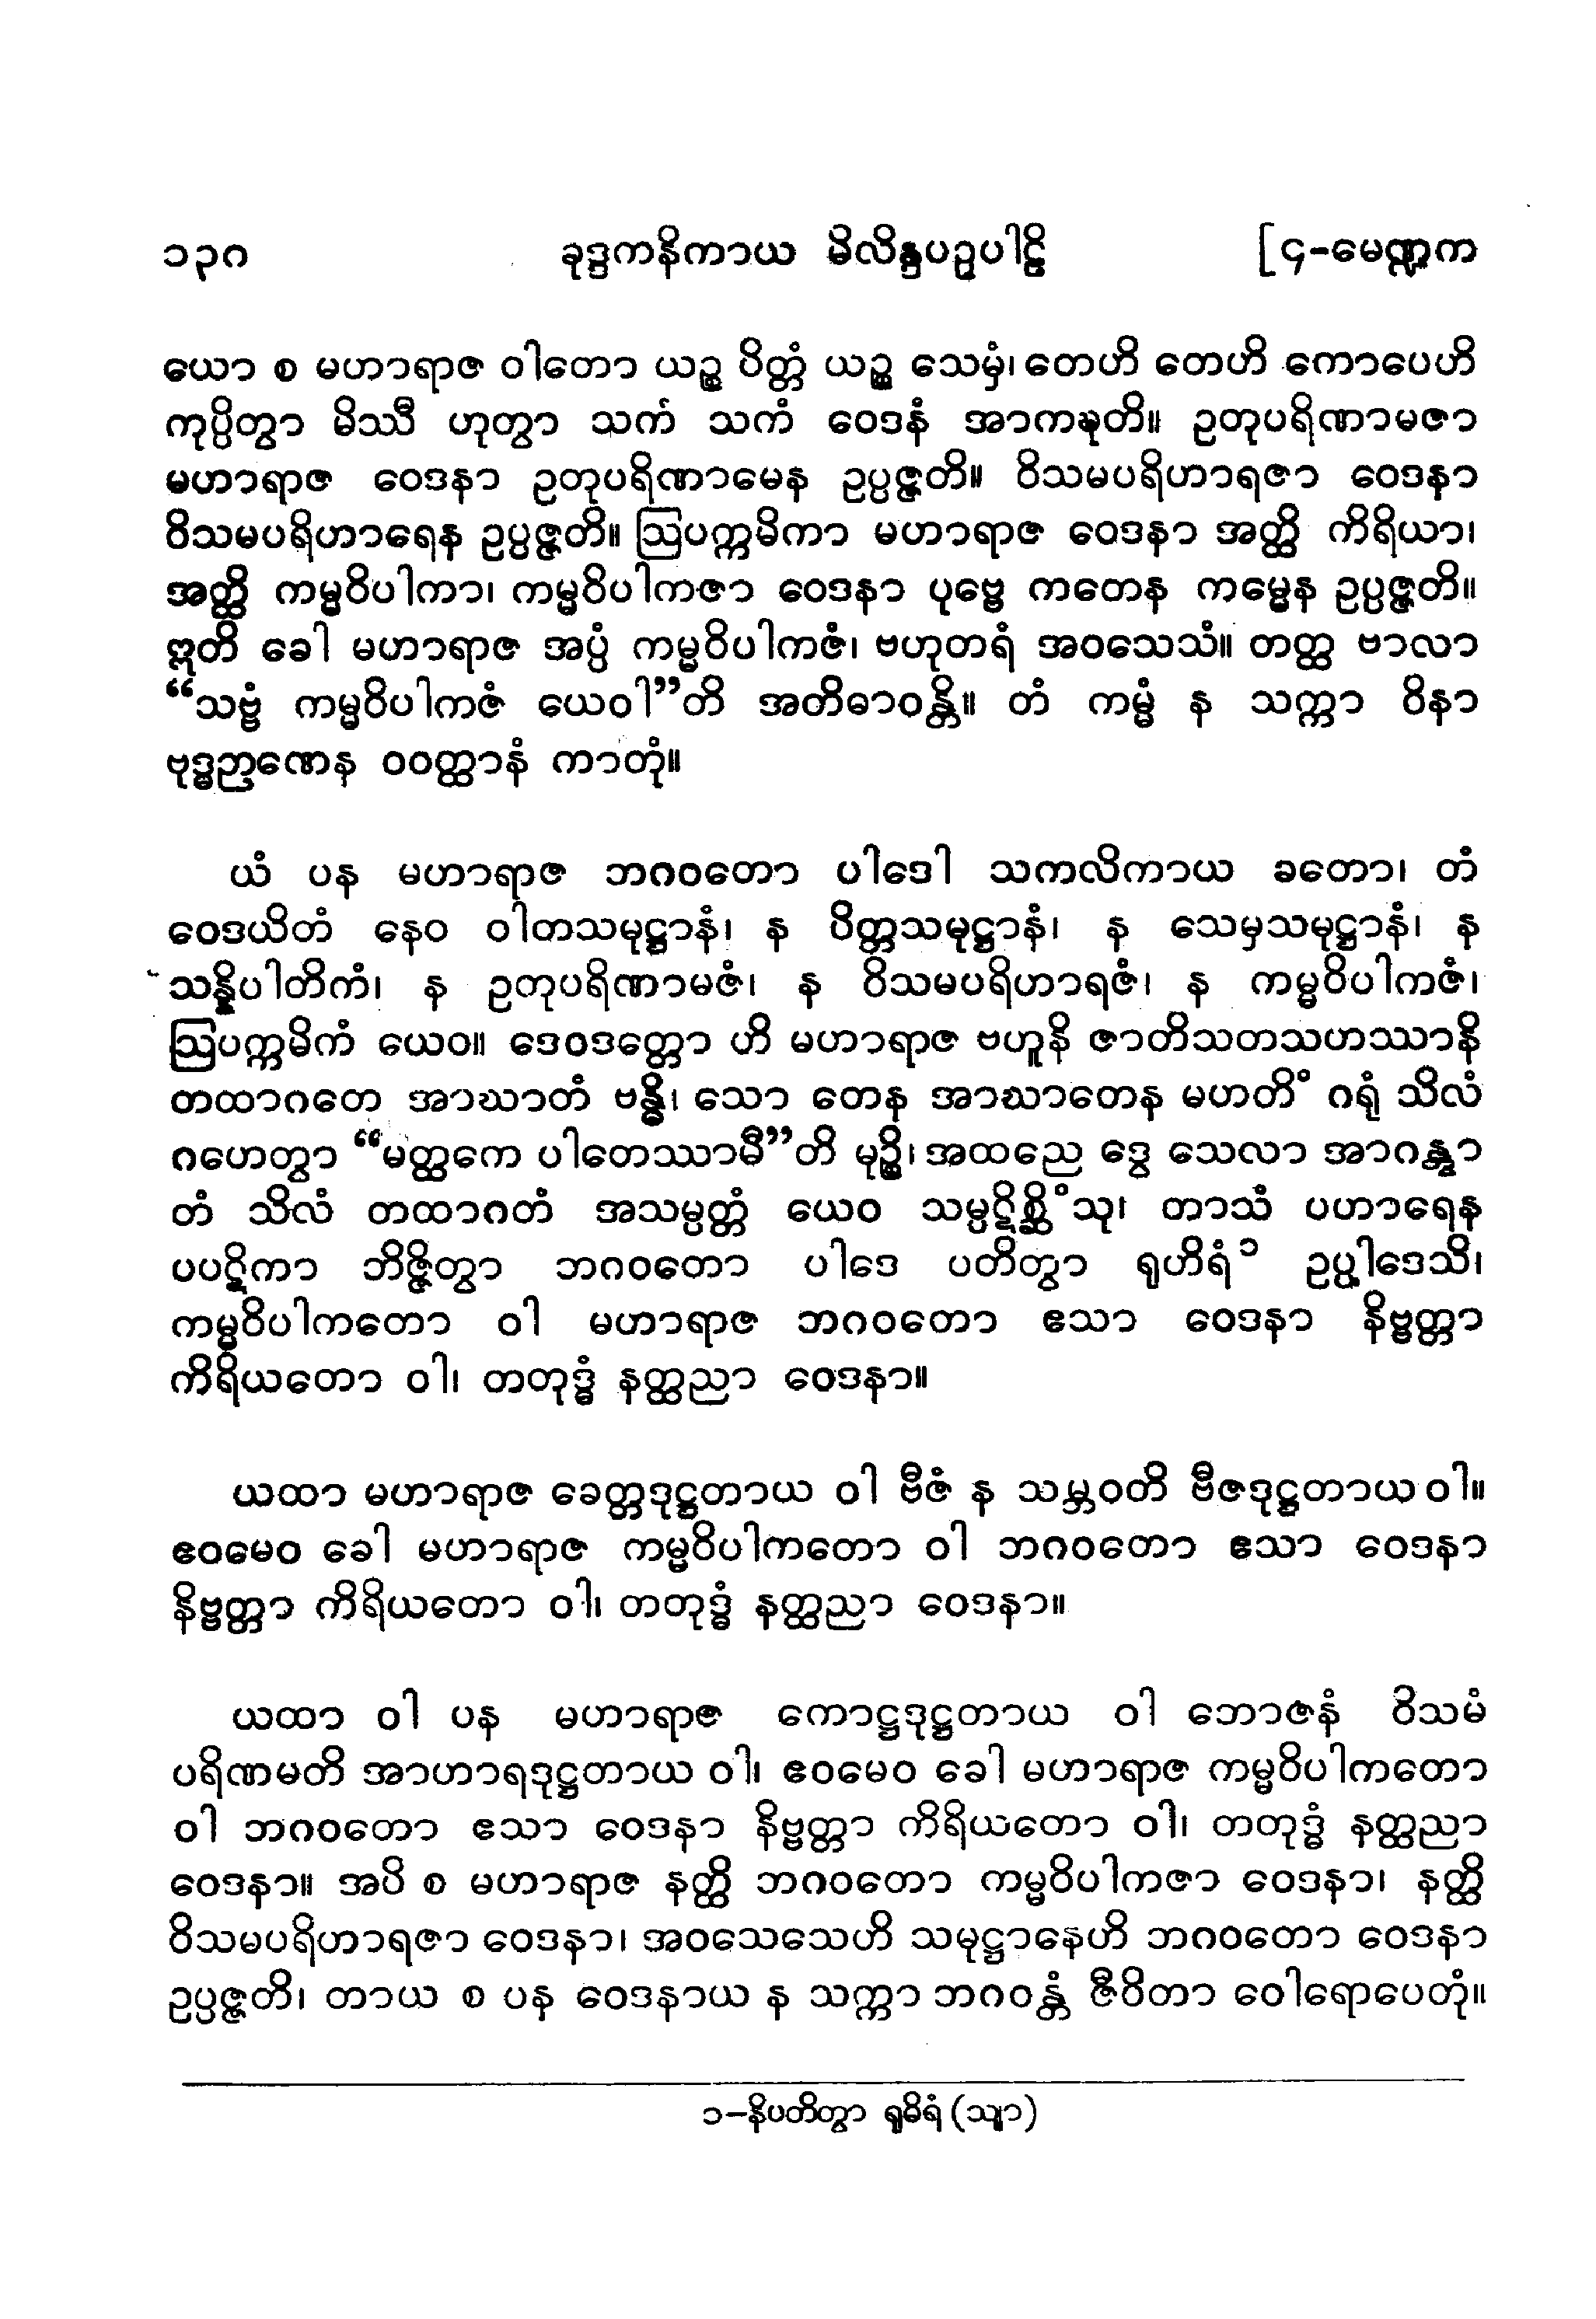 ၁၃ဂ ခုဒ္ဒကနိကာယ မိလိန္ဒပဉှပါဠိ [၄-မေဏ္ဍက
ယော စ မဟာရာဇ ဝါတော ယဉ္စ ပိတ္တံ ယဉ္စ သေမှံ၊ တေဟိ တေဟိ ကောပေဟိ
ကုပ္ပိတွာ မိဿီ ဟုတွာ သကံ သကံ ဝေဒနံ အာကဍ္ဎတိ။ ဥတုပရိဏာမဇာ
မဟာရာဇ ဝေဒနာ ဥတုပရိဏာမေန ဥပ္ပဇ္ဇတိ။ ဝိသမပရိဟာရဇာ ဝေဒနာ
ဝိသမပရိဟာရေန ဥပ္ပဇ္ဇတိ။ ဩပက္ကမိကာ မဟာရာဇ ဝေဒနာ အတ္ထိ ကိရိယာ၊
အတ္ထိ ကမ္မဝိပါကာ၊ ကမ္မဝိပါကဇာ ဝေဒနာ ပုဗ္ဗေ ကတေန ကမ္မေန ဥပ္ပဇ္ဇတိ။
ဣတိ ခေါ မဟာရာဇ အပ္ပံ ကမ္မဝိပါကဇံ၊ ဗဟုတရံ အဝသေသံ။ တတ္ထ ဗာလာ
“သဗ္ဗံ ကမ္မဝိပါကဇံ ယေဝါ”တိ အတိဓာဝန္တိ။ တံ ကမ္မံ န သက္ကာ ဝိနာ
ဗုဒ္ဓဉာဏေန ဝဝတ္ထာနံ ကာတုံ။
ယံ ပန မဟာရာဇ ဘဂဝတော ပါဒေါ သကလိကာယ ခတော၊ တံ
ဝေဒယိတံ နေဝ ဝါတသမုဋ္ဌာနံ၊ န ပိတ္တသမုဋ္ဌာနံ၊ န သေမှသမုဋ္ဌာနံ၊ န
သန္နိပါတိကံ၊ န ဥတုပရိဏာမဇံ၊ န ဝိသမပရိဟာရဇံ၊ န ကမ္မဝိပါကဇံ၊
ဩပက္ကမိကံ ယေဝ။ ဒေဝဒတ္တော ဟိ မဟာရာဇ ဗဟူနိ ဇာတိသတသဟဿာနိ
တထာဂတေ အာဃာတံ ဗန္ဓိ၊ သော တေန အာဃာတေန မဟတိံ ဂရုံ သိလံ
ဂဟေတွာ “မတ္ထကေ ပါတေဿာမီ”တိ မုဉ္စိ၊ အထညေ ဒွေ သေလာ အာဂန္တွာ
တံ သိလံ တထာဂတံ အသမ္ပတ္တံ ယေဝ သမ္ပဋိစ္ဆိံသု၊ တာသံ ပဟာရေန
ပပဋိကာ ဘိဇ္ဇိတွာ ဘဂဝတော ပါဒေ ပတိတွာ ရုဟိရံ၁ ဥပ္ပါဒေသိ၊
ကမ္မဝိပါကတော ဝါ မဟာရာဇ ဘဂဝတော ဧသာ ဝေဒနာ နိဗ္ဗတ္တာ
ကိရိယတော ဝါ၊ တတုဒ္ဓံ နတ္ထညာ ဝေဒနာ။
ယထာ မဟာရာဇ ခေတ္တဒုဋ္ဌတာယ ဝါ ဗီဇံ န သမ္ဘဝတိ ဗီဇဒုဋ္ဌတာယ ဝါ။
ဧဝမေဝ ခေါ မဟာရာဇ ကမ္မဝိပါကတော ဝါ ဘဂဝတော ဧသာ ဝေဒနာ
နိဗ္ဗတ္တာ ကိရိယတော ဝါ၊ တတုဒ္ဓံ နတ္ထညာ ဝေဒနာ။
ယထာ ဝါ ပန မဟာရာဇ ကောဋ္ဌဒုဋ္ဌတာယ ဝါ ဘောဇနံ ဝိသမံ
ပရိဏမတိ အာဟာရဒုဋ္ဌတာယ ဝါ၊ ဧဝမေဝ ခေါ မဟာရာဇ ကမ္မဝိပါကတော
ဝါ ဘဂဝတော ဧသာ ဝေဒနာ နိဗ္ဗတ္တာ ကိရိယတော ဝါ၊ တတုဒ္ဓံ နတ္ထညာ
ဝေဒနာ။ အပိ စ မဟာရာဇ နတ္ထိ ဘဂဝတော ကမ္မဝိပါကဇာ ဝေဒနာ၊ နတ္ထိ
ဝိသမပရိဟာရဇာ ဝေဒနာ၊ အဝသေသေဟိ သမုဋ္ဌာနေဟိ ဘဂဝတော ဝေဒနာ
ဥပ္ပဇ္ဇတိ၊ တာယ စ ပန ဝေဒနာယ န သက္ကာ ဘဂဝန္တံ ဇီဝိတာ ဝေါရောပေတုံ။
၁-နိပတိတွာ ရုဓိရံ (သျာ)